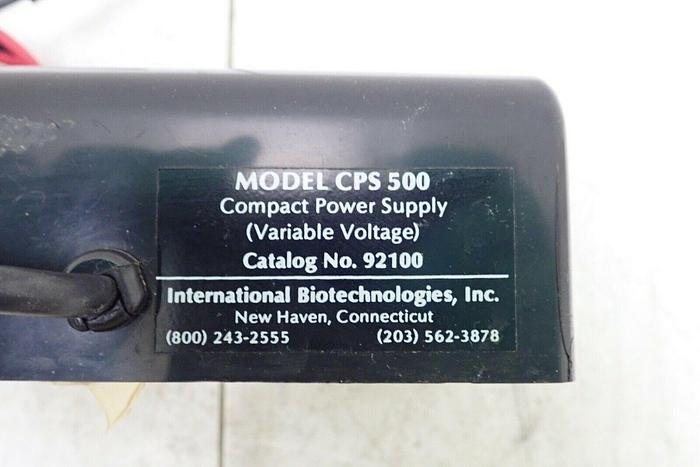 MODEL CPS 500
Compact Power Supply
(Variable Voltage)
Catalog No. 92100
International Biotechnologies, Inc.
New Haven, Connecticut
(800) 243-2555 (203) 562-3878